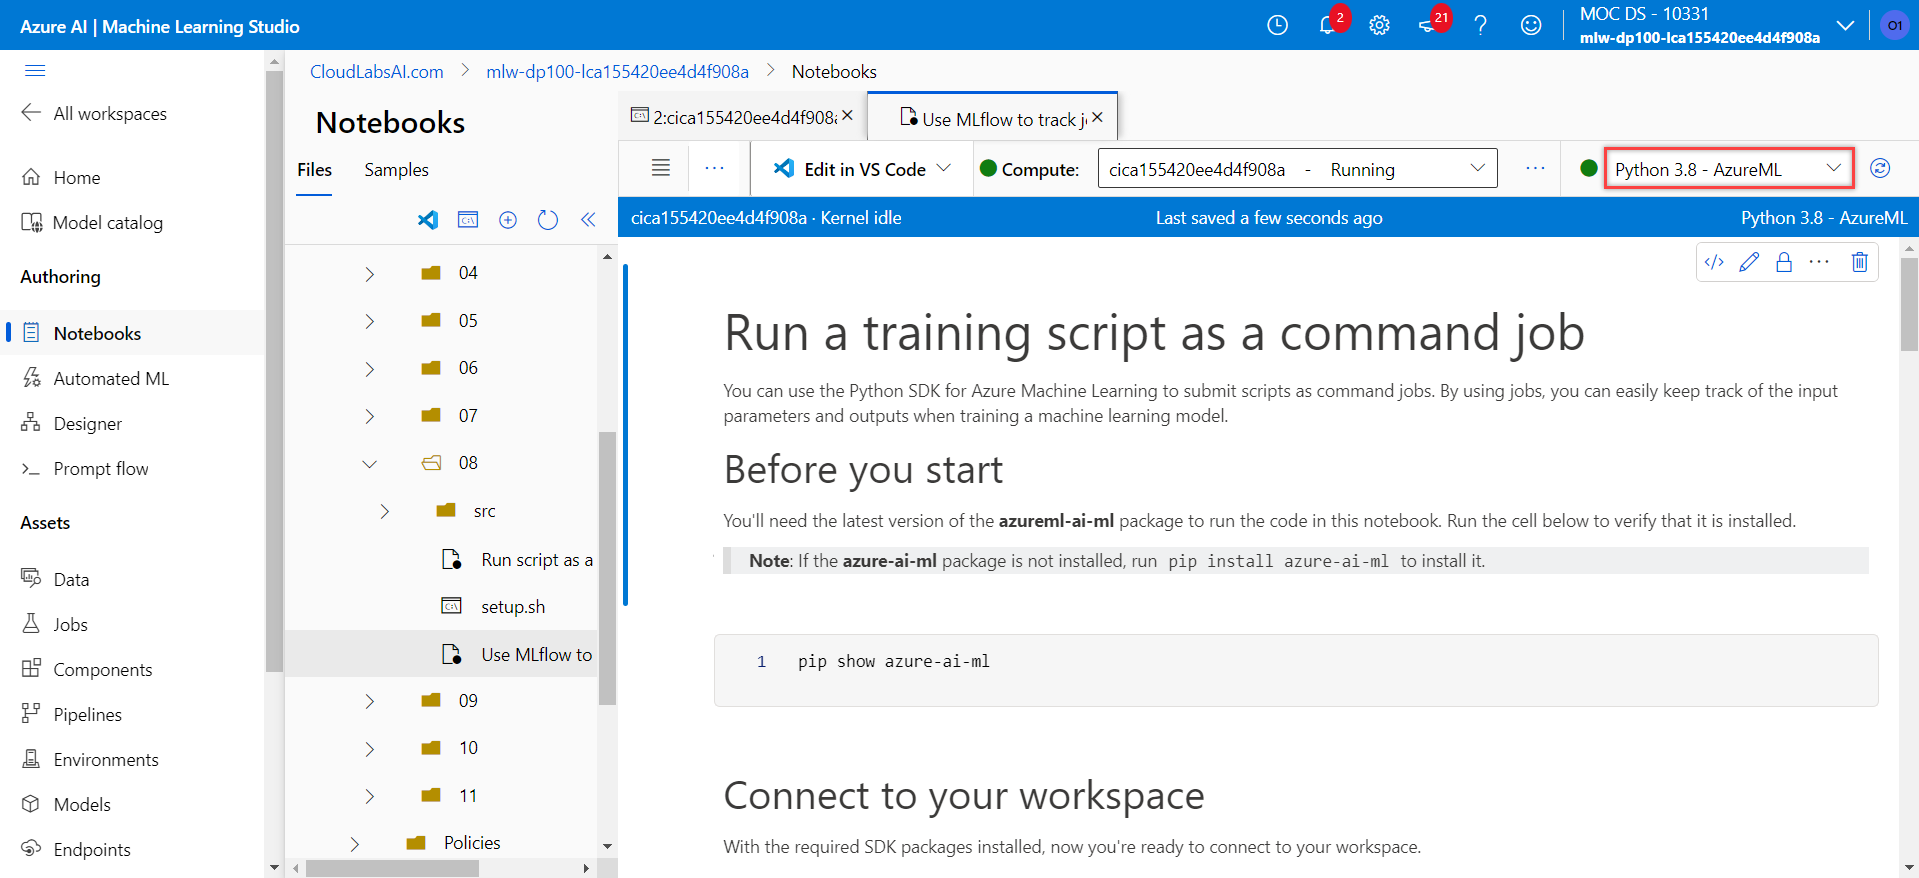 Azure AI | Machine Learning Studio
2
21
MOC DS - 10331
mlw-dp100-lca155420ee4d4f908a
O1
All workspaces
Home
Model catalog
Authoring
Notebooks
Automated ML
Designer
Prompt flow
Assets
Data
Jobs
Components
Pipelines
Environments
Models
Endpoints
CloudLabsAI.com > mlw-dp100-lca155420ee4d4f908a > Notebooks
Notebooks
Files Samples
04
05
06
07
08
src
Run script as a
setup.sh
Use MLflow to
09
10
11
Policies
2:cica155420ee4d4f908
Use MLflow to track j
Edit in VS Code
Compute: cica155420ee4d4f908a - Running
Python 3.8 - AzureML
cica155420ee4d4f908a · Kernel idle
Last saved a few seconds ago
Python 3.8 - AzureML
Run a training script as a command job
You can use the Python SDK for Azure Machine Learning to submit scripts as command jobs. By using jobs, you can easily keep track of the input
parameters and outputs when training a machine learning model.
Before you start
You'll need the latest version of the azureml-ai-ml package to run the code in this notebook. Run the cell below to verify that it is installed.
Note: If the azure-ai-ml package is not installed, run pip install azure-ai-ml to install it.
1 pip show azure-ai-ml
Connect to your workspace
With the required SDK packages installed, now you're ready to connect to your workspace.